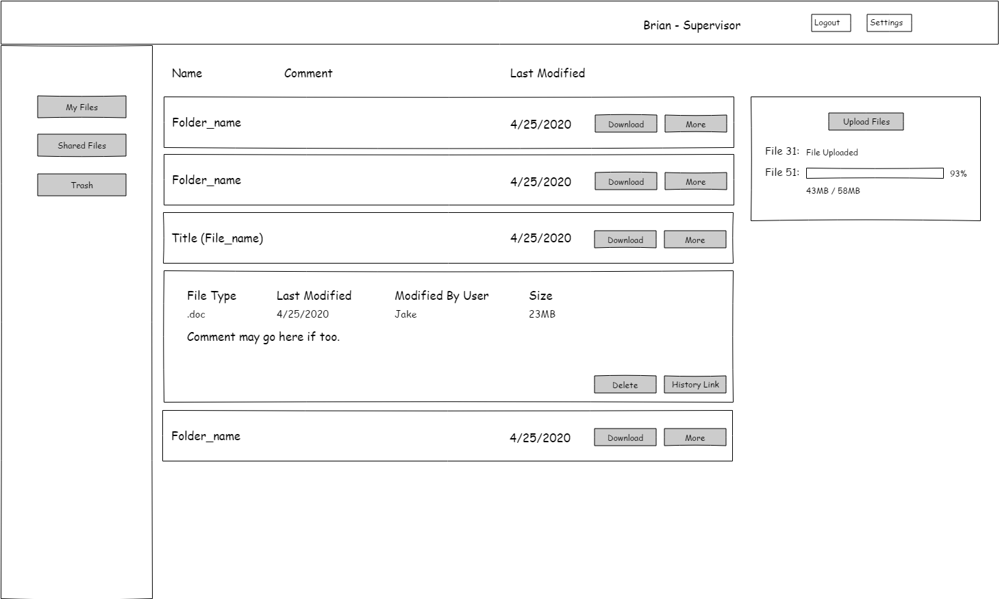 Brian - Supervisor Logout Settings
Name Comment Last Modified
My Files
Shared Files
Trash
Folder_name 4/25/2020 Download More
Folder_name 4/25/2020 Download More
Title (File_name) 4/25/2020 Download More
File Type Last Modified Modified By User Size
.doc 4/25/2020 Jake 23MB
Comment may go here if too.
Delete History Link
Folder_name 4/25/2020 Download More
Upload Files
File 31: File Uploaded
File 51: 93%
43MB / 58MB